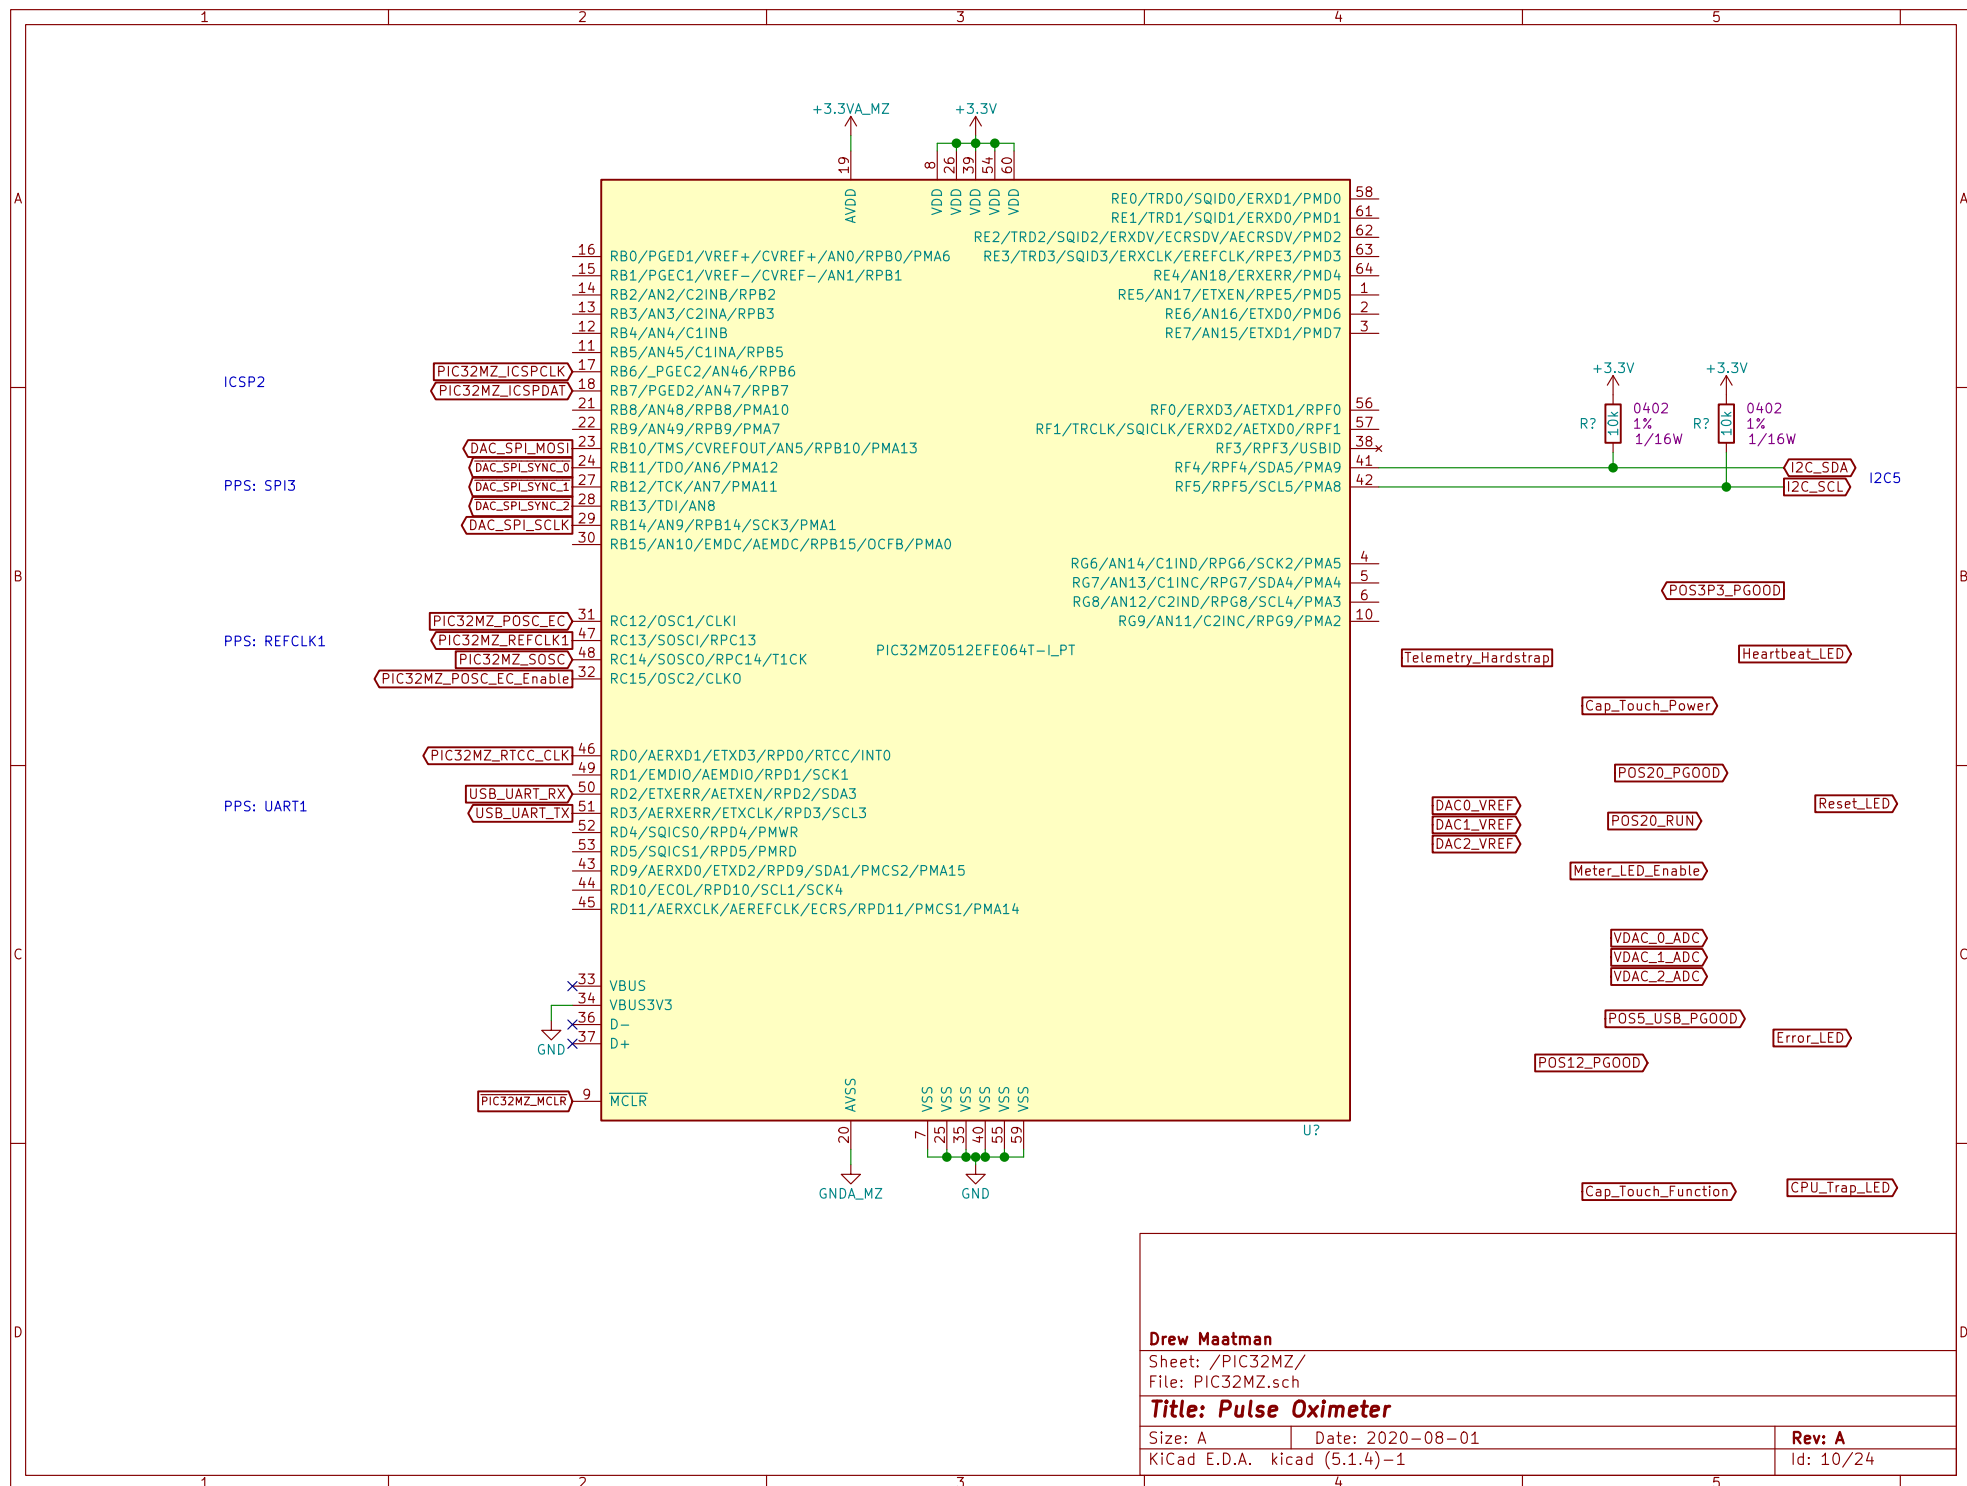 1 2 3 4 5
+3.3VA_MZ +3.3V
19 8 26 39 54 60
AVDD VDD VDD VDD VDD VDD
A A
RE0/TRD0/SQID0/ERXD1/PMD0 58
RE1/TRD1/SQID1/ERXD0/PMD1 61
RE2/TRD2/SQID2/ERXDV/ECRSDV/AECRSDV/PMD2 62
16 RB0/PGED1/VREF+/CVREF+/AN0/RPB0/PMA6 RE3/TRD3/SQID3/ERXCLK/EREFCLK/RPE3/PMD3 63
15 RB1/PGEC1/VREF-/CVREF-/AN1/RPB1 RE4/AN18/ERXERR/PMD4 64
14 RB2/AN2/C2INB/RPB2 RE5/AN17/ETXEN/RPE5/PMD5 1
13 RB3/AN3/C2INA/RPB3 RE6/AN16/ETXD0/PMD6 2
12 RB4/AN4/C1INB RE7/AN15/ETXD1/PMD7 3
11 RB5/AN45/C1INA/RPB5
PIC32MZ_ICSPCLK 17 RB6/_PGEC2/AN46/RPB6 +3.3V +3.3V
ICSP2
PIC32MZ_ICSPDAT 18 RB7/PGED2/AN47/RPB7
21 RB8/AN48/RPB8/PMA10 RF0/ERXD3/AETXD1/RPF0 56
R? 10k 0402 1% 1/16W R? 10k 0402 1% 1/16W
22 RB9/AN49/RPB9/PMA7 RF1/TRCLK/SQICLK/ERXD2/AETXD0/RPF1 57
DAC_SPI_MOSI 23 RB10/TMS/CVREFOUT/AN5/RPB10/PMA13 RF3/RPF3/USBID 38
DAC_SPI_SYNC_0 24 RB11/TDO/AN6/PMA12 RF4/RPF4/SDA5/PMA9 41 I2C_SDA
I2C5
PPS: SPI3 DAC_SPI_SYNC_1 27 RB12/TCK/AN7/PMA11 RF5/RPF5/SCL5/PMA8 42 I2C_SCL
DAC_SPI_SYNC_2 28 RB13/TDI/AN8
DAC_SPI_SCLK 29 RB14/AN9/RPB14/SCK3/PMA1
30 RB15/AN10/EMDC/AEMDC/RPB15/OCFB/PMA0
RG6/AN14/C1IND/RPG6/SCK2/PMA5 4
B B
RG7/AN13/C1INC/RPG7/SDA4/PMA4 5
POS3P3_PGOOD
RG8/AN12/C2IND/RPG8/SCL4/PMA3 6
PIC32MZ_POSC_EC 31 RC12/OSC1/CLKI RG9/AN11/C2INC/RPG9/PMA2 10
PPS: REFCLK1 PIC32MZ_REFCLK1 47 RC13/SOSCI/RPC13
PIC32MZ0512EFE064T-I_PT
PIC32MZ_SOSC 48 RC14/SOSCO/RPC14/T1CK Telemetry_Hardstrap Heartbeat_LED
PIC32MZ_POSC_EC_Enable 32 RC15/OSC2/CLKO
Cap_Touch_Power
PIC32MZ_RTCC_CLK 46 RD0/AERXD1/ETXD3/RPD0/RTCC/INT0
49 RD1/EMDIO/AEMDIO/RPD1/SCK1 POS20_PGOOD
USB_UART_RX 50 RD2/ETXERR/AETXEN/RPD2/SDA3
PPS: UART1 DAC0_VREF Reset_LED
USB_UART_TX 51 RD3/AERXERR/ETXCLK/RPD3/SCL3
DAC1_VREF POS20_RUN
52 RD4/SQICS0/RPD4/PMWR
DAC2_VREF
53 RD5/SQICS1/RPD5/PMRD
43 RD9/AERXD0/ETXD2/RPD9/SDA1/PMCS2/PMA15 Meter_LED_Enable
44 RD10/ECOL/RPD10/SCL1/SCK4
45 RD11/AERXCLK/AEREFCLK/ECRS/RPD11/PMCS1/PMA14
VDAC_0_ADC
C VDAC_1_ADC C
VDAC_2_ADC
33 VBUS
34 VBUS3V3
POS5_USB_PGOOD
36 D-
Error_LED
GND 37 D+
POS12_PGOOD
PIC32MZ_MCLR 9 MCLR
AVSS VSS VSS VSS VSS VSS VSS
U?
20 7 25 35 40 55 59
GNDA_MZ GND
Cap_Touch_Function CPU_Trap_LED
D D
Drew Maatman
Sheet: /PIC32MZ/
File: PIC32MZ.sch
Title: Pulse Oximeter
Size: A Date: 2020-08-01 Rev: A
KiCad E.D.A. kicad (5.1.4)-1 Id: 10/24
1 2 3 4 5